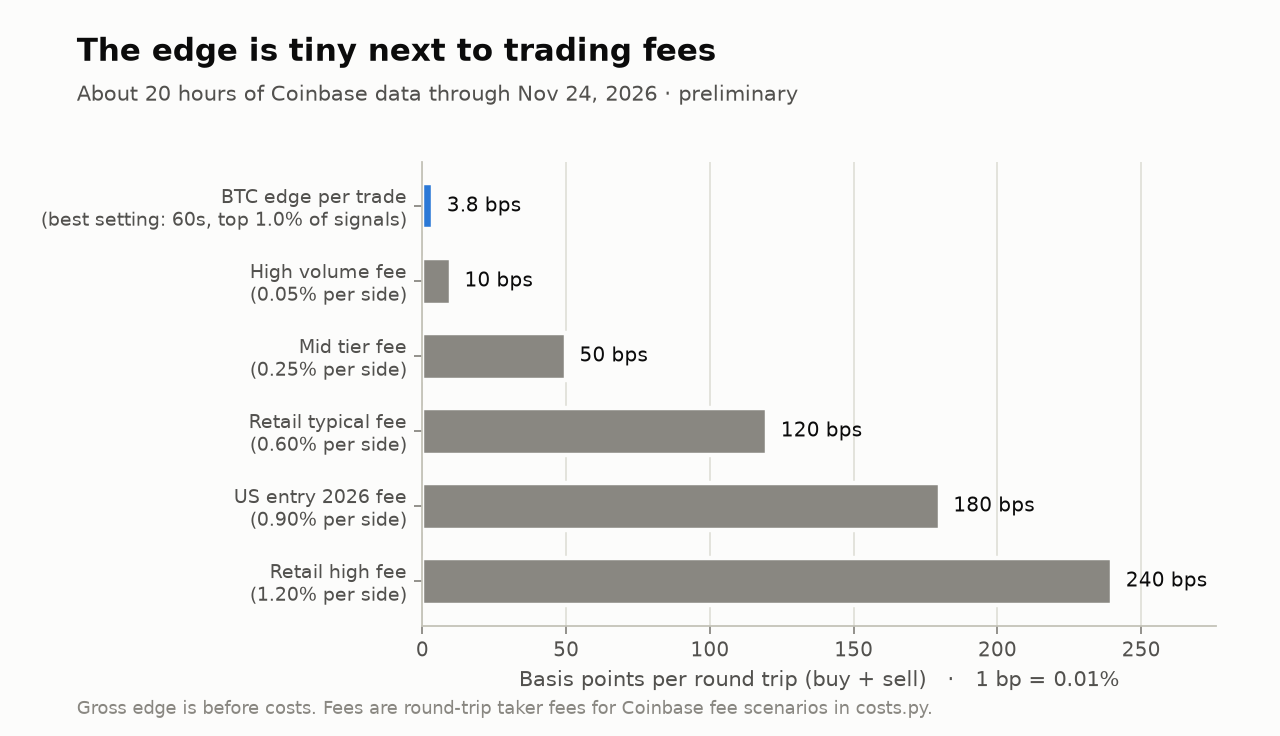 The edge is tiny next to trading fees
About 20 hours of Coinbase data through Nov 24, 2026 · preliminary
BTC edge per trade
(best setting: 60s, top 1.0% of signals)
3.8 bps
High volume fee
(0.05% per side)
10 bps
Mid tier fee
(0.25% per side)
50 bps
Retail typical fee
(0.60% per side)
120 bps
US entry 2026 fee
(0.90% per side)
180 bps
Retail high fee
(1.20% per side)
240 bps
0 50 100 150 200 250
Basis points per round trip (buy + sell) · 1 bp = 0.01%
Gross edge is before costs. Fees are round-trip taker fees for Coinbase fee scenarios in costs.py.